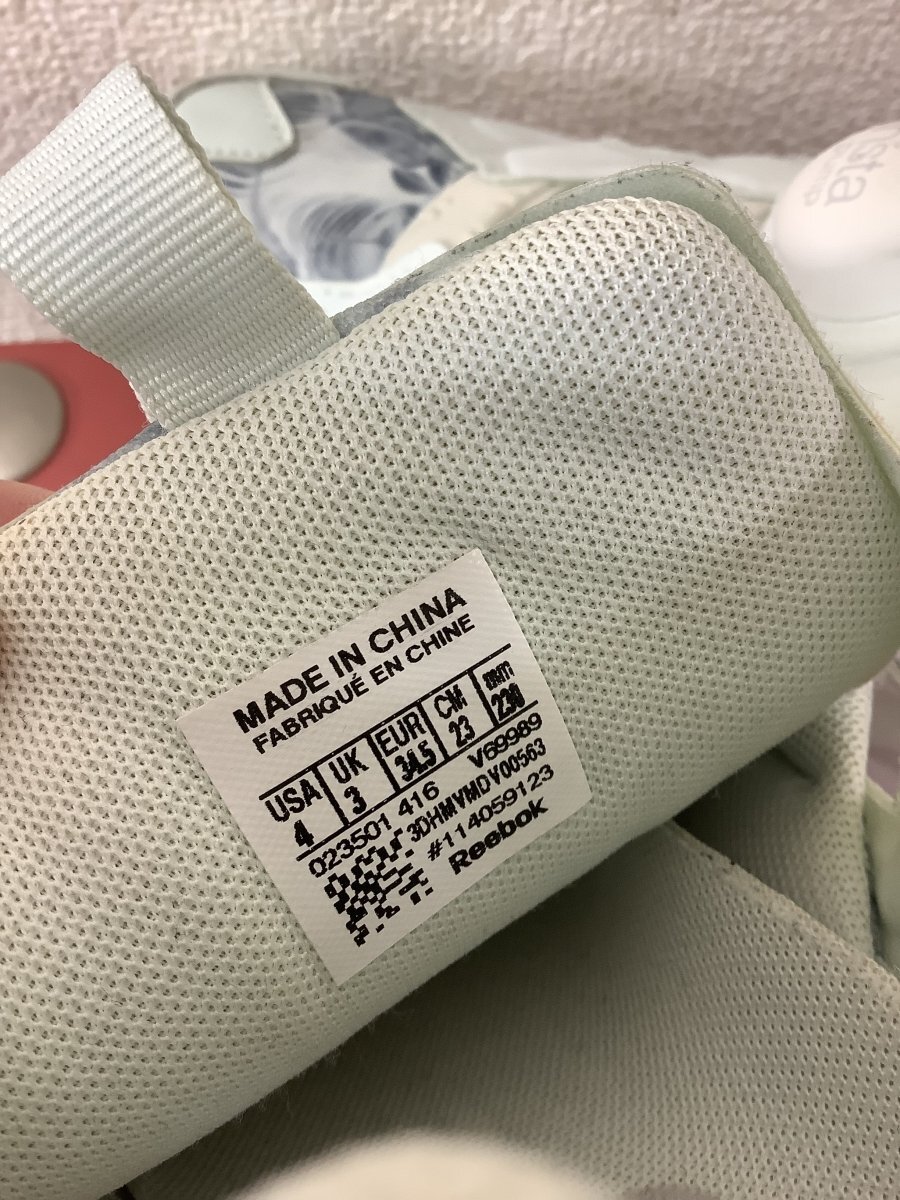 MADE IN CHINA
FABRIQUÉ EN CHINE
USA UK EUR CM
4 3 34.5 23 230
023501 416 V69989
3DHMVMDV00563
#114059123
Reebok